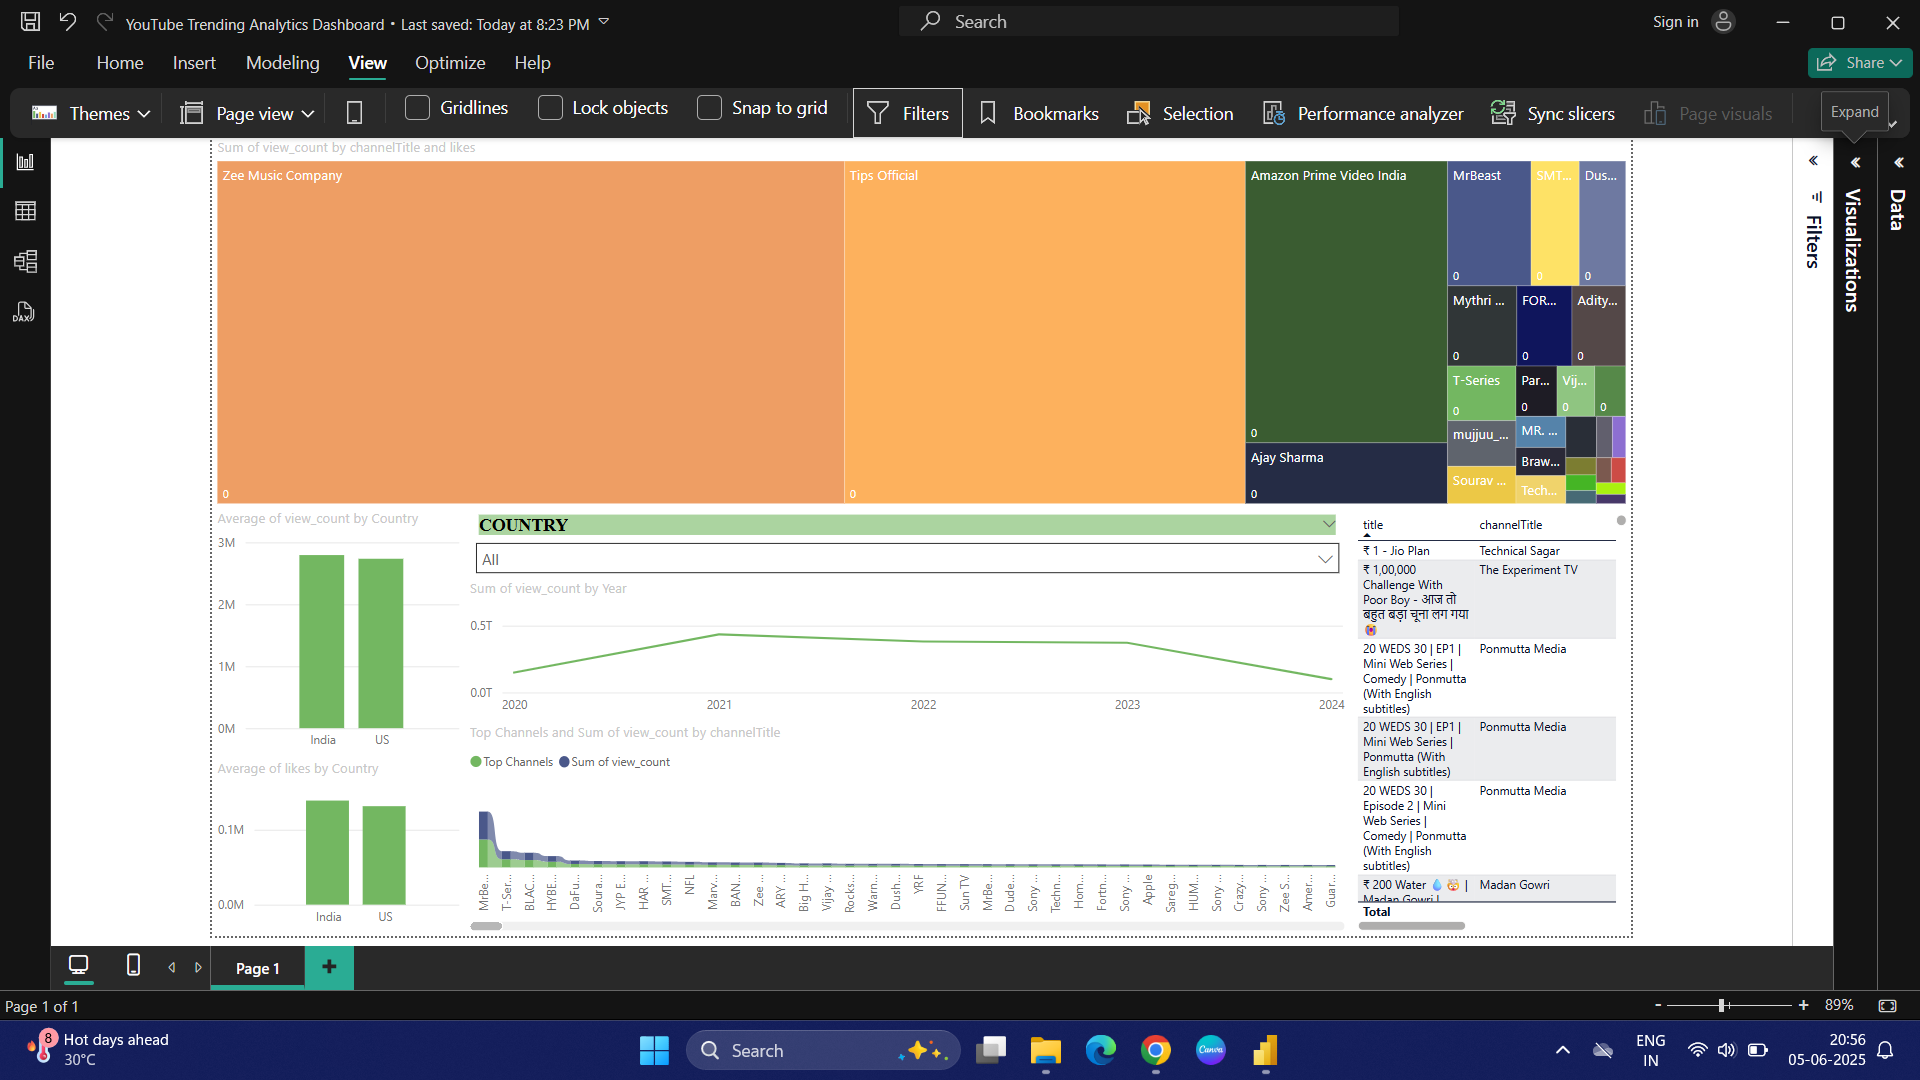 YouTube Trending Analytics Dashboard • Last saved: Today at 8:23 PM
Search
Sign in
File
Home
Insert
Modeling
View
Optimize
Help
Share
Themes
Page view
Gridlines
Lock objects
Snap to grid
Filters
Bookmarks
Selection
Performance analyzer
Sync slicers
Page visuals
Expand
Sum of view_count by channelTitle and likes
Zee Music Company
0
Tips Official
0
Amazon Prime Video India
0
Ajay Sharma
0
MrBeast
0
SMT...
0
Dus...
0
Mythri ...
0
FOR...
0
Adity...
0
T-Series
0
Par...
0
Vij...
0
0
mujjuu_...
MR. ...
Braw...
Sourav ...
Tech...
Filters
Visualizations
Data
Average of view_count by Country
3M
2M
1M
0M
India
US
Average of likes by Country
0.1M
0.0M
India
US
COUNTRY
All
Sum of view_count by Year
0.5T
0.0T
2020
2021
2022
2023
2024
Top Channels and Sum of view_count by channelTitle
Top Channels
Sum of view_count
MrBe...
T-Ser...
BLAC...
HYBE...
DaFu...
Soura...
JYP E...
HAR ...
SMT...
NFL
Marv...
BAN...
Zee ...
ARY ...
Big H...
Vijay ...
Rocks...
Warn...
Dush...
YRF
FFUN...
Sun TV
MrBe...
Dude...
Sony ...
Techn...
Hom...
Fortn...
Sony ...
Apple
Sareg...
HUM...
Sony ...
Crazy...
Sony ...
Zee S...
Amer...
Guar...
title
channelTitle
₹ 1 - Jio Plan
Technical Sagar
₹ 1,00,000
Challenge With
Poor Boy - आज तो
बहुत बड़ा चूना लग गया
😭
The Experiment TV
20 WEDS 30 | EP1 |
Mini Web Series |
Comedy | Ponmutta
(With English
subtitles)
Ponmutta Media
20 WEDS 30 | EP1 |
Mini Web Series |
Ponmutta (With
English subtitles)
Ponmutta Media
20 WEDS 30 |
Episode 2 | Mini
Web Series |
Comedy | Ponmutta
(With English
subtitles)
Ponmutta Media
₹ 200 Water 💧 🤯 |
Madan Gowri |
Madan Gowri
Total
Page 1
+
Page 1 of 1
- + 89%
8
Hot days ahead
30°C
Search
Canva
ENG
IN
20:56
05-06-2025